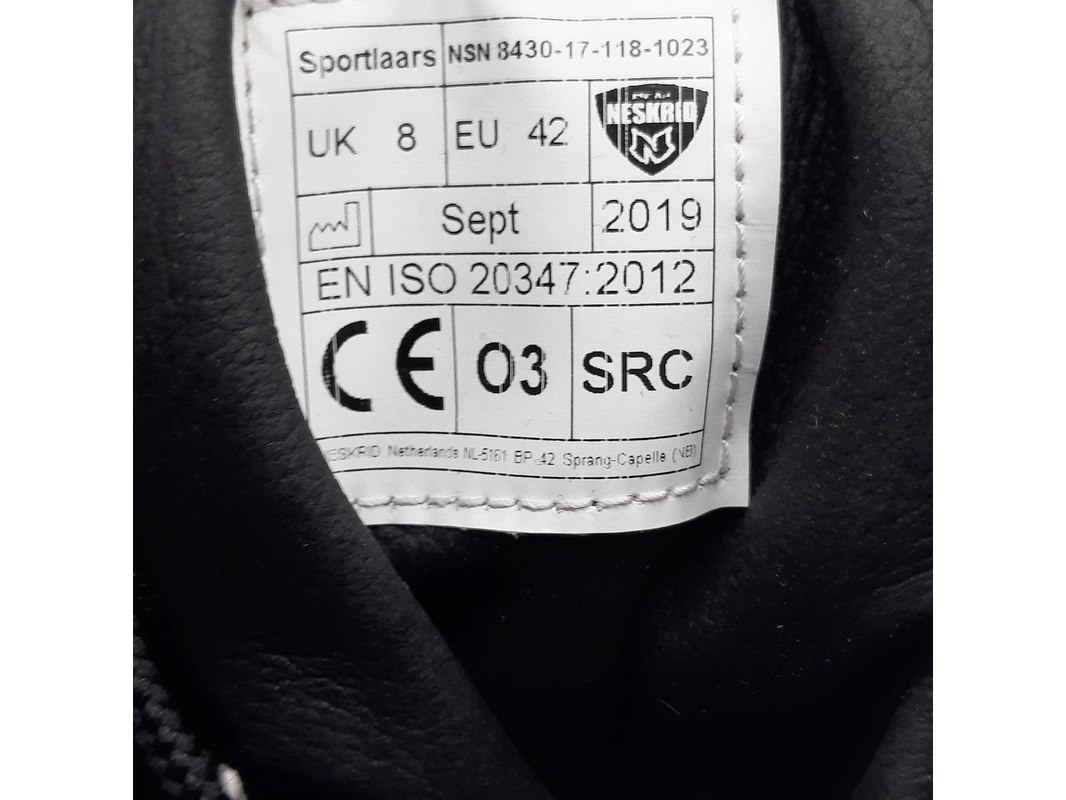 Sportlaars NSN 8430-17-118-1023
UK 8 EU 42 NESKRID
N
Sept 2019
EN ISO 20347:2012
CE O3 SRC
NESKRID Netherlands NL-5161 BP 42 Sprang-Capelle (NB)